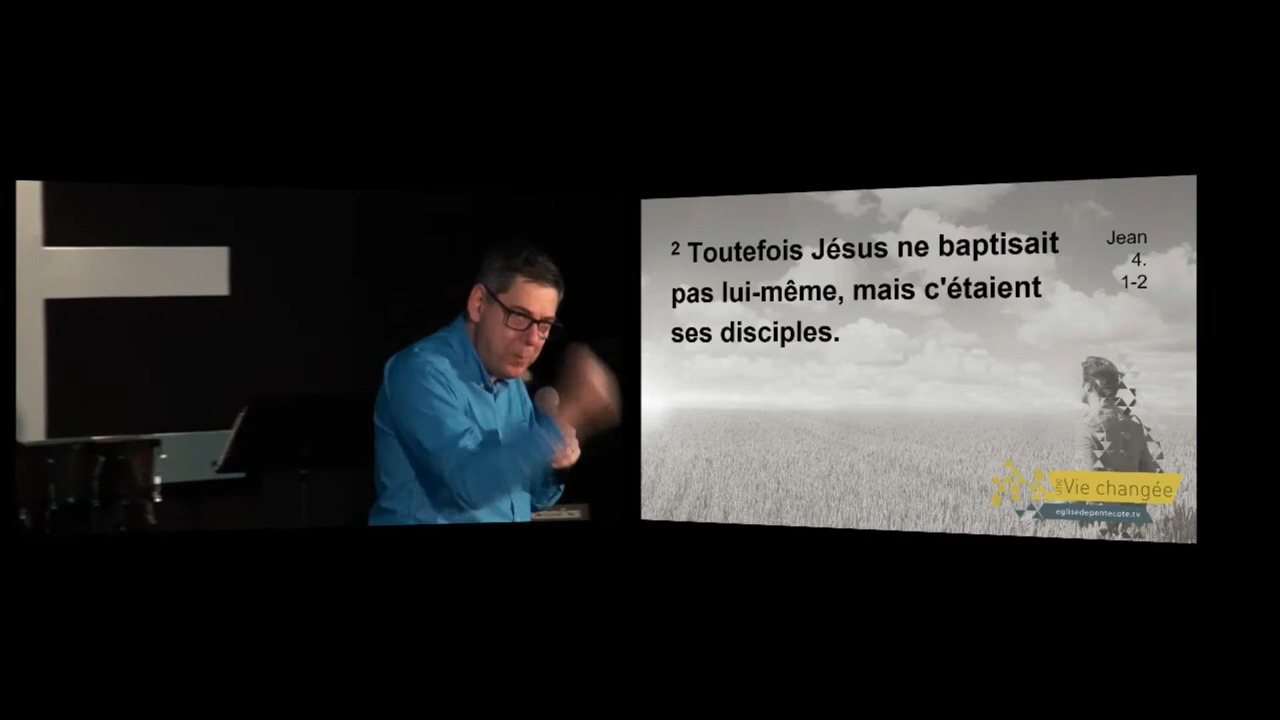 ² Toutefois Jésus ne baptisait
pas lui-même, mais c'étaient
ses disciples.
Jean
4.
1-2
une Vie changée
eglisedepentecote.tv